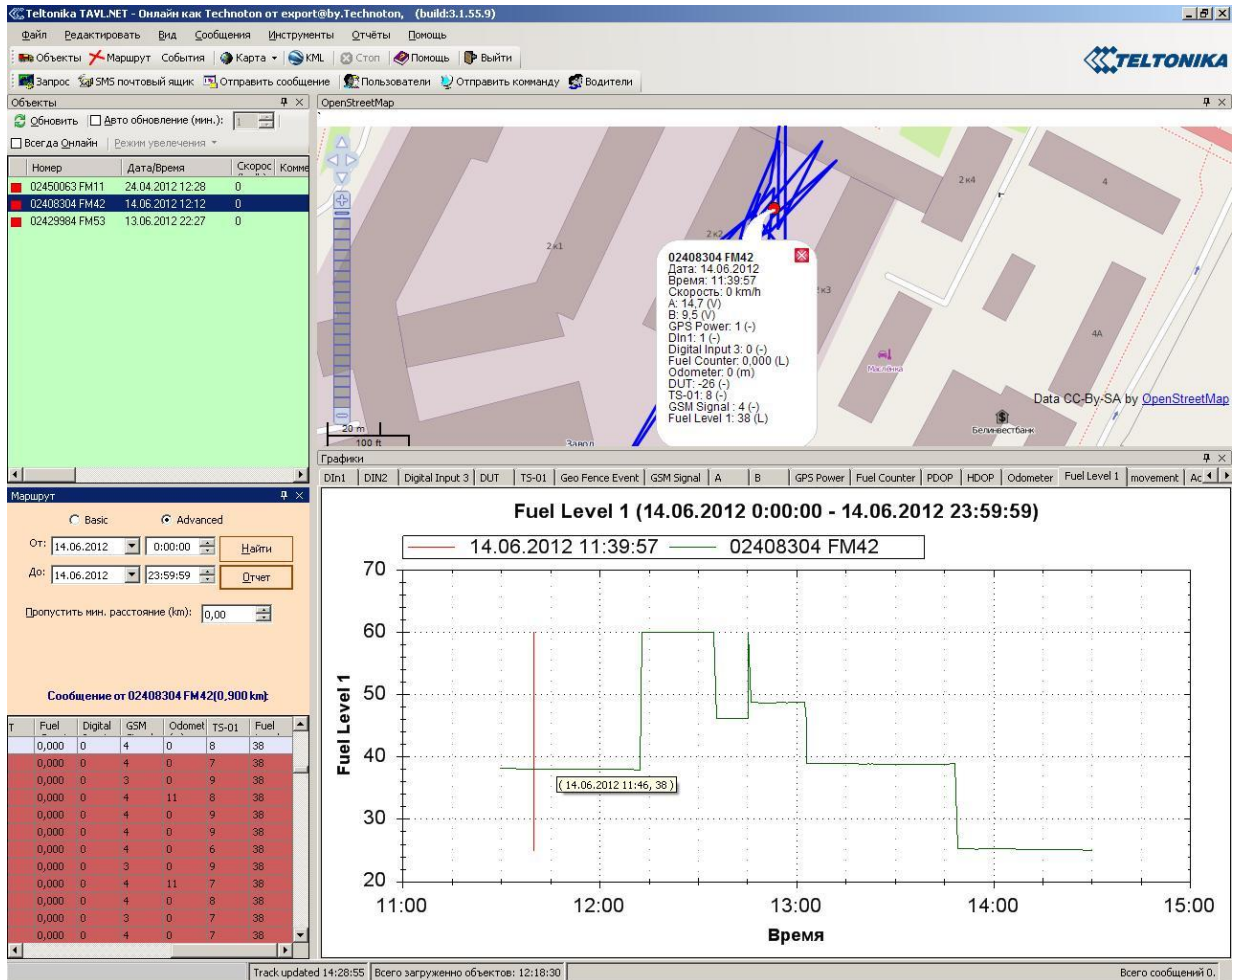 Teltonika TAVL.NET - Онлайн как Technoton от export@by.Technoton, (build:3.1.55.9)
Файл Редактировать Вид Сообщения Инструменты Отчёты Помощь
Объекты Маршрут События Карта KML Стоп Помощь Выйти
TELTONIKA
Запрос SMS почтовый ящик Отправить сообщение Пользователи Отправить комманду Водители
Объекты
Обновить Авто обновление (мин.): 1
Всегда Онлайн Режим увелечения
Номер Дата/Время Скорос Комме
02450063 FM11 24.04.2012 12:28 0
02408304 FM42 14.06.2012 12:12 0
02429984 FM53 13.06.2012 22:27 0
OpenStreetMap
2к4
4
2к1
2к2
2к3
4А
02408304 FM42
Дата: 14.06.2012
Время: 11:39:57
Скорость: 0 km/h
A: 14,7 (V)
B: 9,5 (V)
GPS Power: 1 (-)
DIn1: 1 (-)
Digital Input 3: 0 (-)
Fuel Counter: 0,000 (L)
Odometer: 0 (m)
DUT: -26 (-)
TS-01: 8 (-)
GSM Signal : 4 (-)
Fuel Level 1: 38 (L)
Маслёнка
Data CC-By-SA by OpenStreetMap
Белинвестбанк
20 m
100 ft
Завод
Маршрут
Basic Advanced
От: 14.06.2012 0:00:00 Найти
До: 14.06.2012 23:59:59 Отчет
Пропустить мин. расстояние (km): 0,00
Сообщение от 02408304 FM42(0,900 km):
T Fuel Digital GSM Odomet TS-01 Fuel
0,000 0 4 0 8 38
0,000 0 4 0 7 38
0,000 0 3 0 9 38
0,000 0 4 11 8 38
0,000 0 4 0 9 38
0,000 0 4 0 9 38
0,000 0 4 0 6 38
0,000 0 3 0 9 38
0,000 0 4 11 7 38
0,000 0 4 0 8 38
0,000 0 3 0 7 38
0,000 0 4 0 7 38
Графики
DIn1 DIN2 Digital Input 3 DUT TS-01 Geo Fence Event GSM Signal A B GPS Power Fuel Counter PDOP HDOP Odometer Fuel Level 1 movement Ac
Fuel Level 1 (14.06.2012 0:00:00 - 14.06.2012 23:59:59)
14.06.2012 11:39:57 02408304 FM42
70
60
50
40
30
20
Fuel Level 1
( 14.06.2012 11:46, 38 )
11:00 12:00 13:00 14:00 15:00
Время
Track updated 14:28:55 Всего загруженно объектов: 12:18:30 Всего сообщений 0.